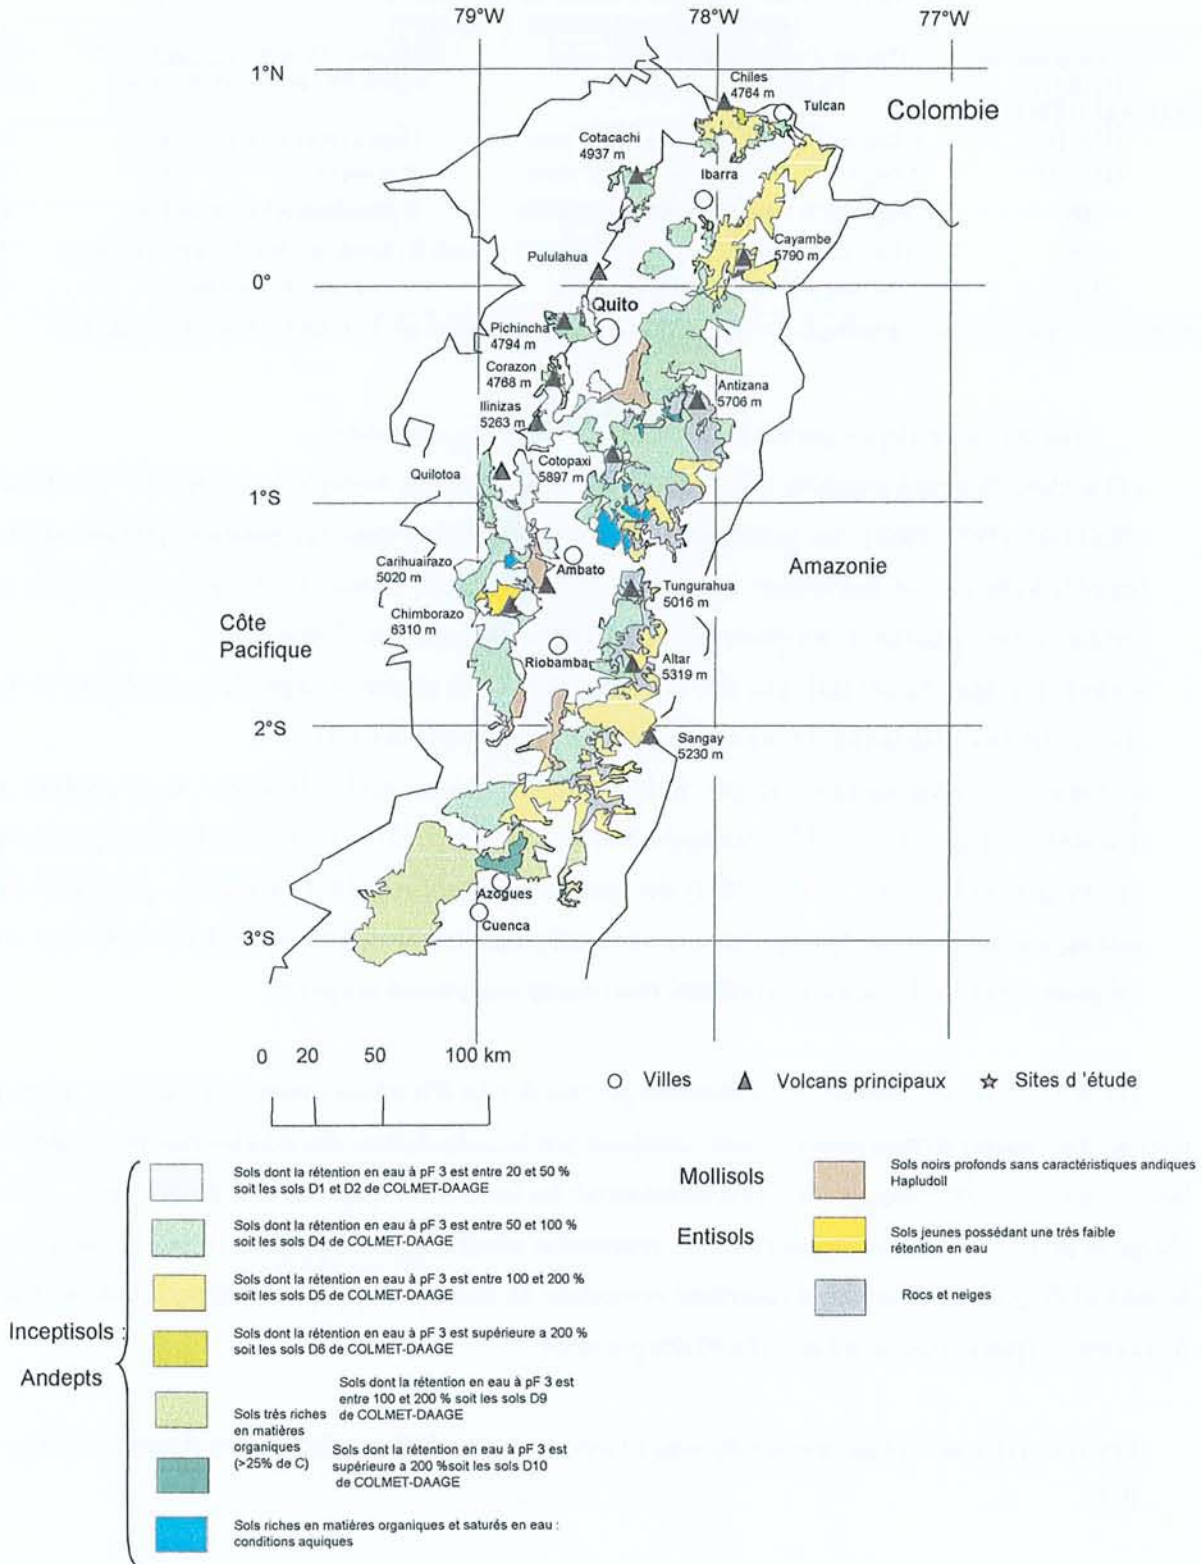 79°W
78°W
77°W
1°N
Chiles
4764 m
Tulcan
Colombie
Cotacachi
4937 m
Ibarra
Cayambe
5790 m
Pululahua
0°
Quito
Pichincha
4794 m
Corazon
4768 m
Antizana
5706 m
Ilinizas
5263 m
Cotopaxi
5897 m
Quilotoa
1°S
Amazonie
Carihuairazo
5020 m
Ambato
Tungurahua
5016 m
Chimborazo
6310 m
Côte
Pacifique
Riobamba
Altar
5319 m
2°S
Sangay
5230 m
Azogues
Cuenca
3°S
0 20 50 100 km
Villes
Volcans principaux
Sites d 'étude
Inceptisols :
Andepts
Sols dont la rétention en eau à pF 3 est entre 20 et 50 %
soit les sols D1 et D2 de COLMET-DAAGE
Sols dont la rétention en eau à pF 3 est entre 50 et 100 %
soit les sols D4 de COLMET-DAAGE
Sols dont la rétention en eau à pF 3 est entre 100 et 200 %
soit les sols D5 de COLMET-DAAGE
Sols dont la rétention en eau à pF 3 est supérieure a 200 %
soit les sols D6 de COLMET-DAAGE
Sols très riches
en matières
organiques
(>25% de C)
Sols dont la rétention en eau à pF 3 est
entre 100 et 200 % soit les sols D9
de COLMET-DAAGE
Sols dont la rétention en eau à pF 3 est
supérieure a 200 %soit les sols D10
de COLMET-DAAGE
Sols riches en matières organiques et saturés en eau :
conditions aquiques
Mollisols
Sols noirs profonds sans caractéristiques andiques
Hapludoll
Entisols
Sols jeunes possédant une très faible
rétention en eau
Rocs et neiges